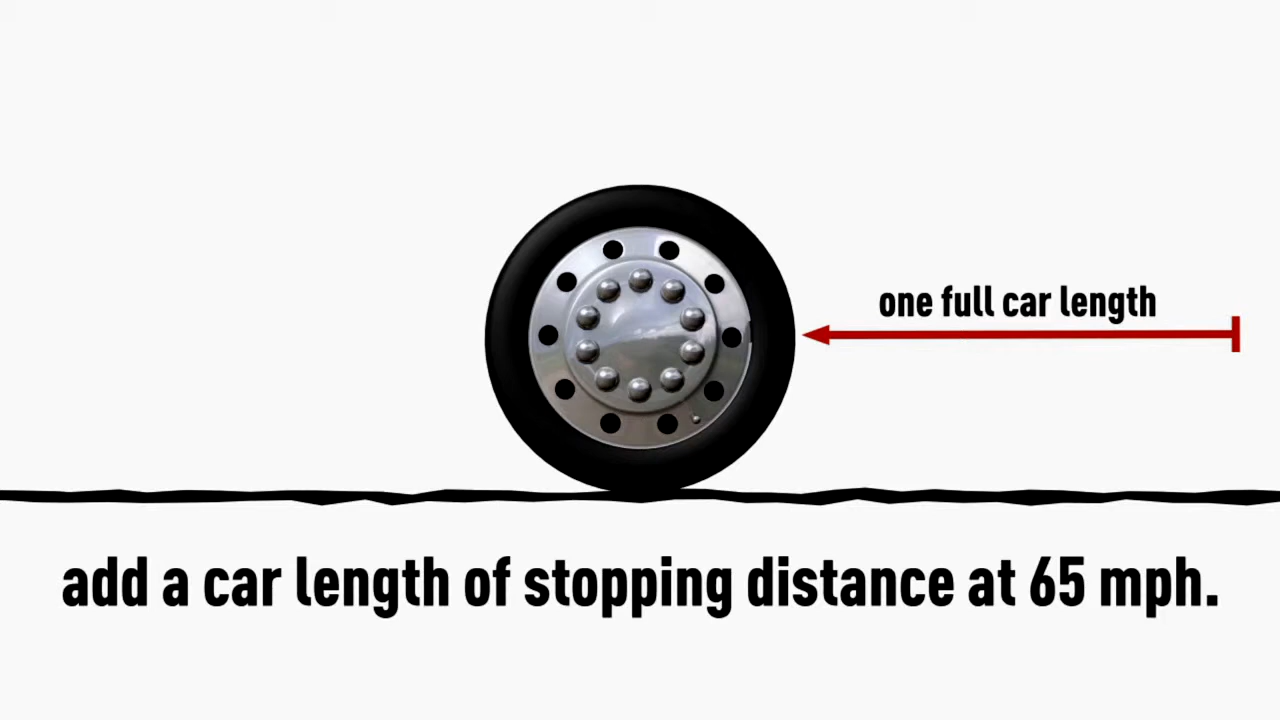 one full car length
add a car length of stopping distance at 65 mph.